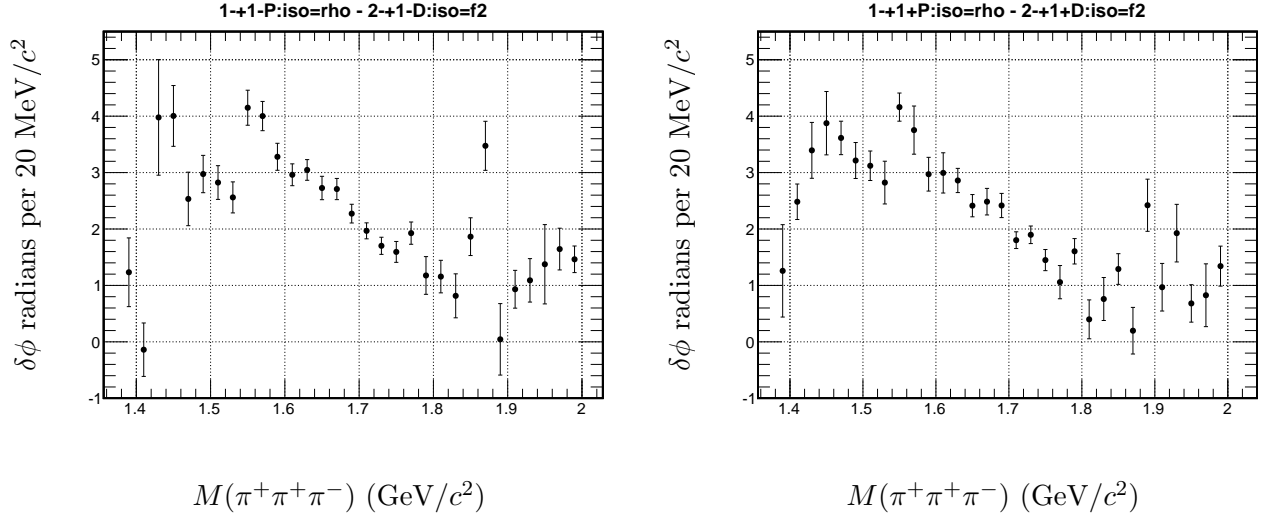 1-+1-P:iso=rho - 2-+1-D:iso=f2
δϕ radians per 20 MeV/c²
5
4
3
2
1
0
-1
1.4 1.5 1.6 1.7 1.8 1.9 2
M(π⁺π⁺π⁻) (GeV/c²)
1-+1+P:iso=rho - 2-+1+D:iso=f2
δϕ radians per 20 MeV/c²
5
4
3
2
1
0
-1
1.4 1.5 1.6 1.7 1.8 1.9 2
M(π⁺π⁺π⁻) (GeV/c²)